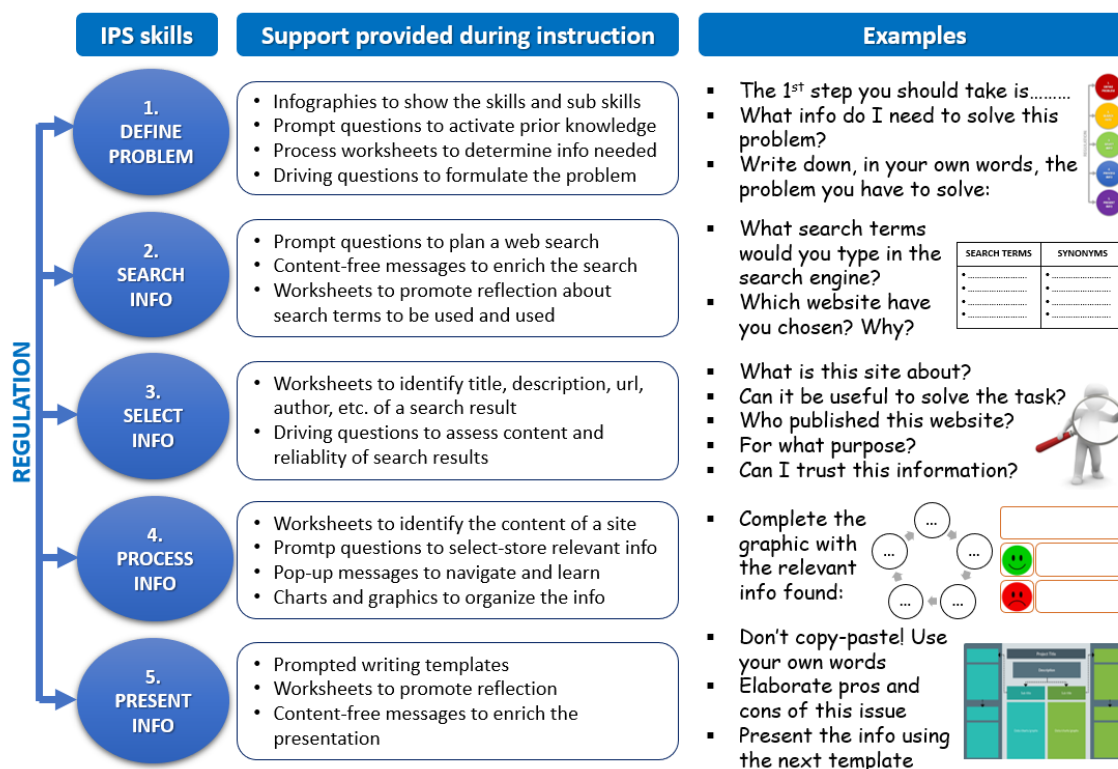 IPS skills
Support provided during instruction
Examples
REGULATION
1.
DEFINE
PROBLEM
• Infographies to show the skills and sub skills
• Prompt questions to activate prior knowledge
• Process worksheets to determine info needed
• Driving questions to formulate the problem
▪ The 1st step you should take is.........
▪ What info do I need to solve this
problem?
▪ Write down, in your own words, the
problem you have to solve:
2.
SEARCH
INFO
• Prompt questions to plan a web search
• Content-free messages to enrich the search
• Worksheets to promote reflection about
search terms to be used and used
▪ What search terms
would you type in the
search engine?
▪ Which website have
you chosen? Why?
SEARCH TERMS
SYNONYMS
3.
SELECT
INFO
• Worksheets to identify title, description, url,
author, etc. of a search result
• Driving questions to assess content and
reliablity of search results
▪ What is this site about?
▪ Can it be useful to solve the task?
▪ Who published this website?
▪ For what purpose?
▪ Can I trust this information?
4.
PROCESS
INFO
• Worksheets to identify the content of a site
• Promtp questions to select-store relevant info
• Pop-up messages to navigate and learn
• Charts and graphics to organize the info
▪ Complete the
graphic with
the relevant
info found:
...
...
...
...
...
5.
PRESENT
INFO
• Prompted writing templates
• Worksheets to promote reflection
• Content-free messages to enrich the
presentation
▪ Don't copy-paste! Use
your own words
▪ Elaborate pros and
cons of this issue
▪ Present the info using
the next template
Project Title